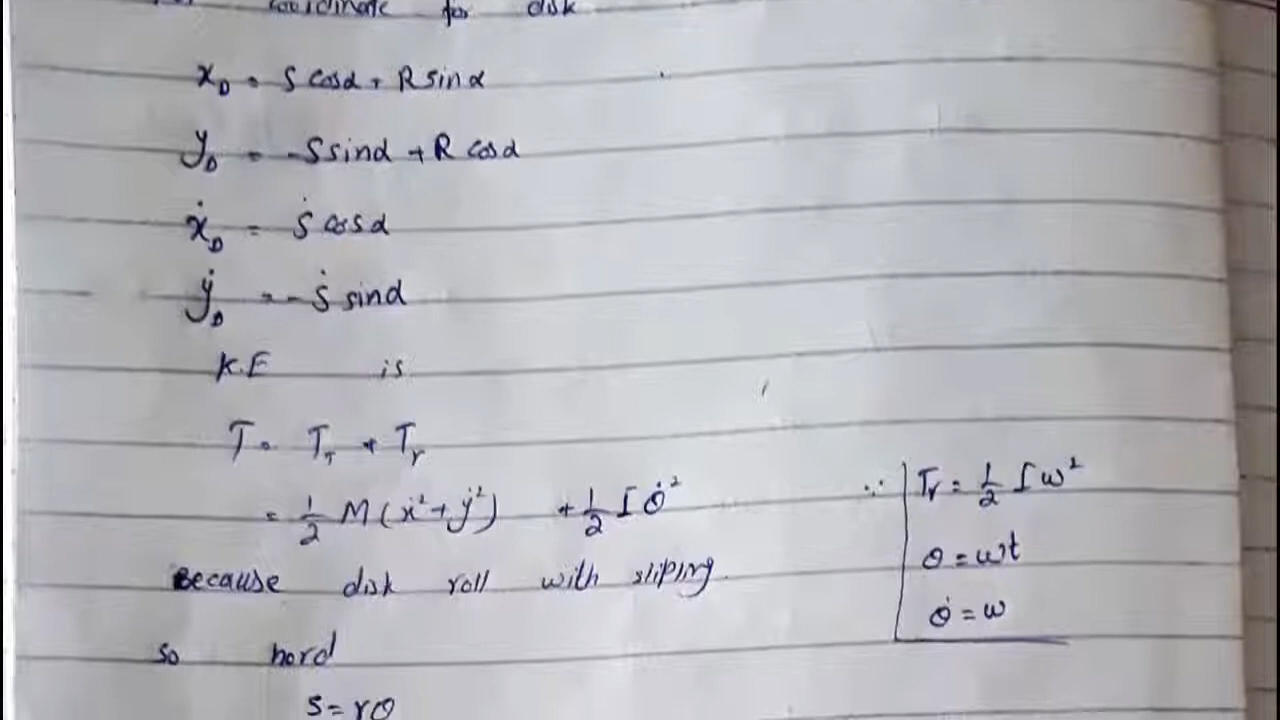 coordinate for disk
x_D = S cosα + R sinα
y_D = -S sinα + R cosα
ẋ_D = Ṡ cosα
ẏ_D = -Ṡ sinα
K.E is
T = T_T + T_r
= 1/2 M(ẋ² + ẏ²) + 1/2 I θ̇²
∵ T_r = 1/2 I ω²
θ = ωt
θ̇ = ω
Because disk roll with sliping.
so hord
S = rθ